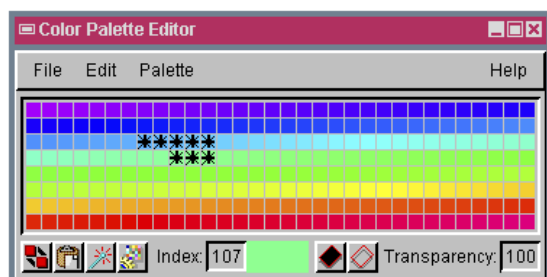 Color Palette Editor
File Edit Palette Help
Index: 107 Transparency: 100